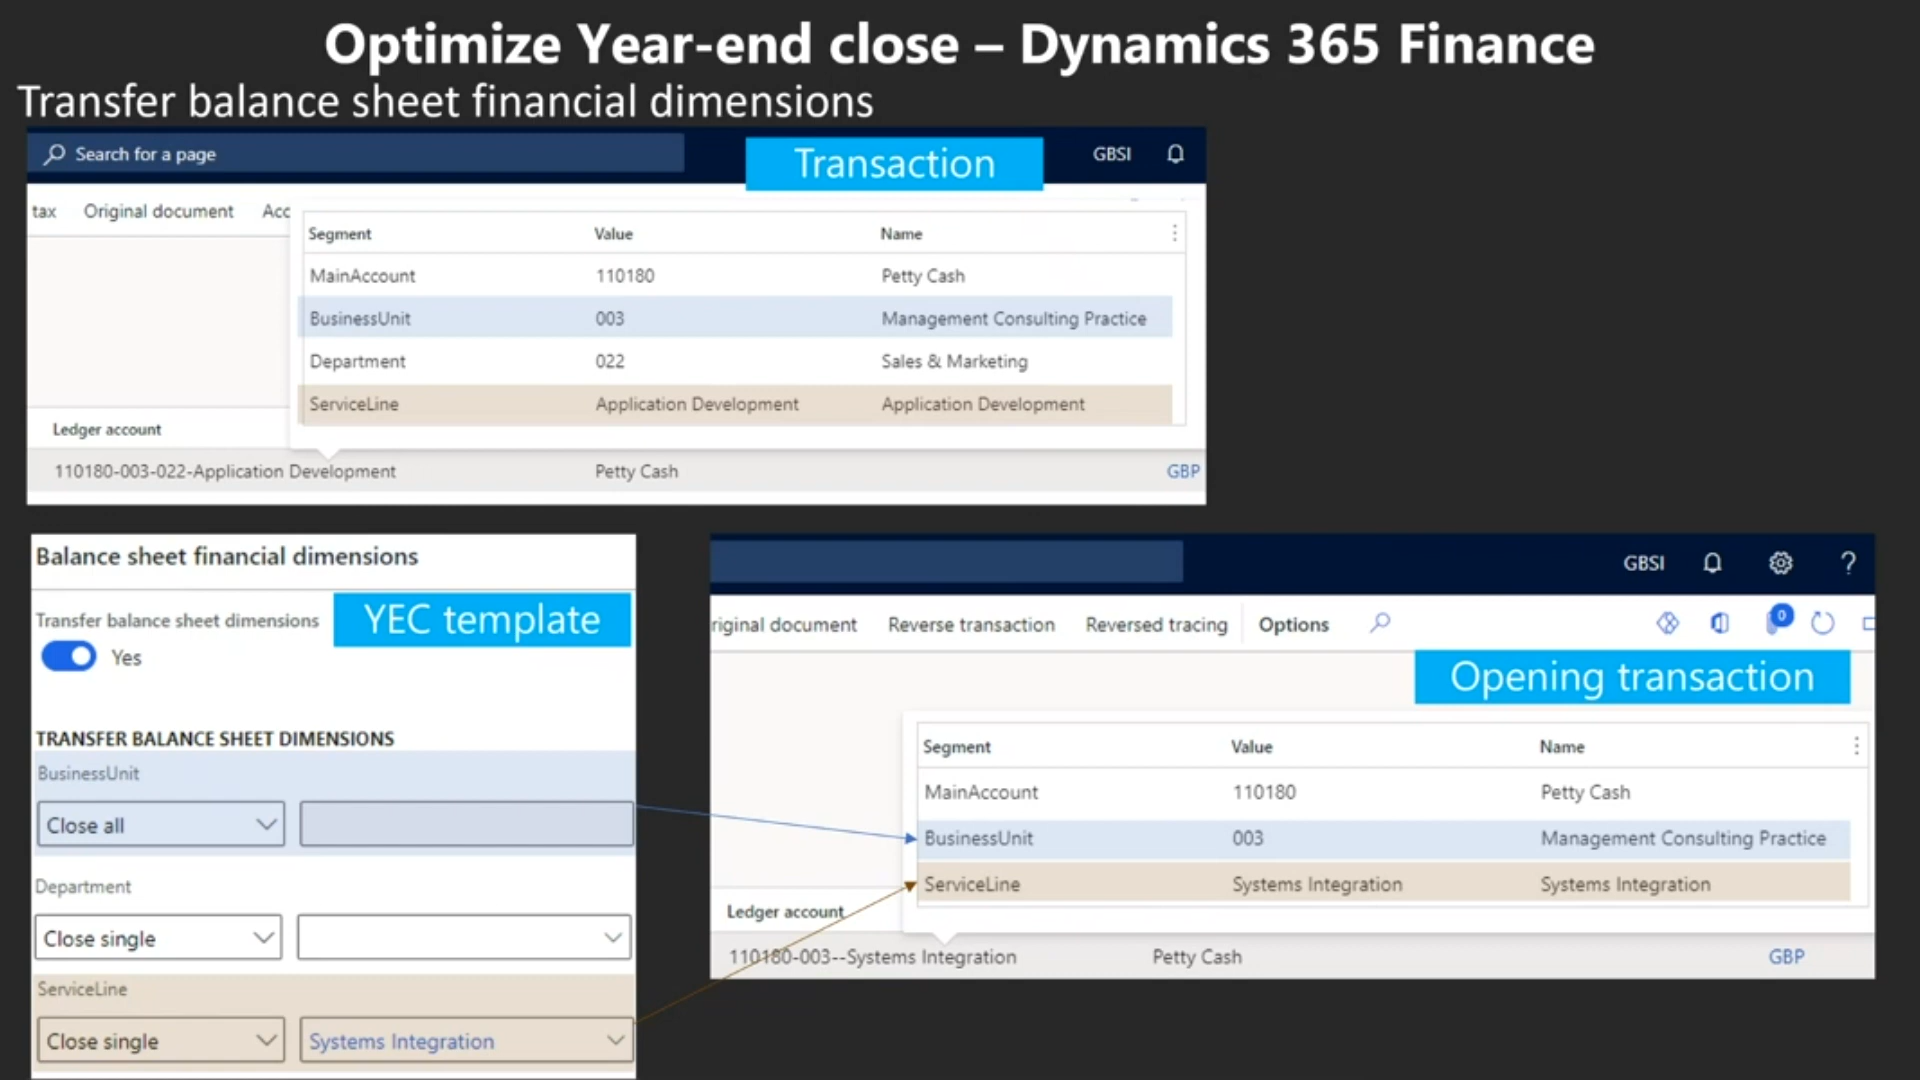 Optimize Year-end close – Dynamics 365 Finance
Transfer balance sheet financial dimensions
Search for a page
Transaction
GBSI
tax Original document Acc
Segment Value Name
MainAccount 110180 Petty Cash
BusinessUnit 003 Management Consulting Practice
Department 022 Sales & Marketing
ServiceLine Application Development Application Development
Ledger account
110180-003-022-Application Development Petty Cash GBP
Balance sheet financial dimensions
Transfer balance sheet dimensions
YEC template
Yes
TRANSFER BALANCE SHEET DIMENSIONS
BusinessUnit
Close all
Department
Close single
ServiceLine
Close single Systems Integration
GBSI ?
riginal document Reverse transaction Reversed tracing Options 0
Opening transaction
Segment Value Name
MainAccount 110180 Petty Cash
BusinessUnit 003 Management Consulting Practice
ServiceLine Systems Integration Systems Integration
Ledger account
110180-003--Systems Integration Petty Cash GBP